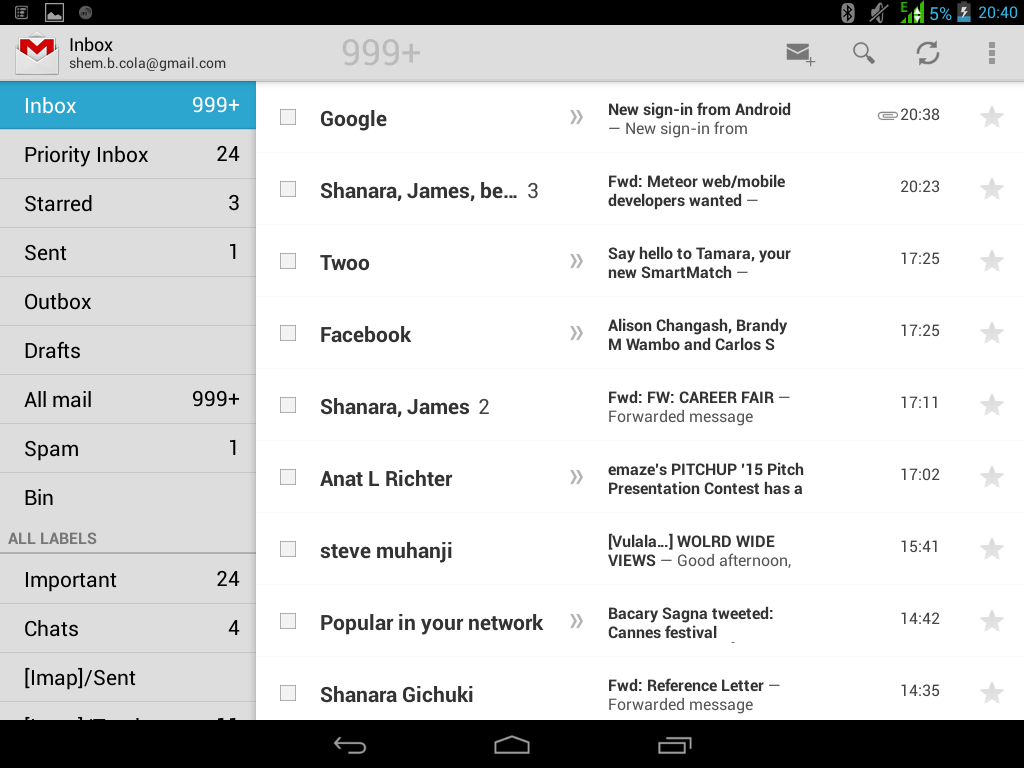 E 5% 20:40
Inbox
shem.b.cola@gmail.com
999+
Inbox 999+
Priority Inbox 24
Starred 3
Sent 1
Outbox
Drafts
All mail 999+
Spam 1
Bin
ALL LABELS
Important 24
Chats 4
[Imap]/Sent
Google
New sign-in from Android
— New sign-in from
20:38
Shanara, James, be... 3
Fwd: Meteor web/mobile
developers wanted —
20:23
Twoo
Say hello to Tamara, your
new SmartMatch —
17:25
Facebook
Alison Changash, Brandy
M Wambo and Carlos S
17:25
Shanara, James 2
Fwd: FW: CAREER FAIR —
Forwarded message
17:11
Anat L Richter
emaze's PITCHUP '15 Pitch
Presentation Contest has a
17:02
steve muhanji
[Vulala...] WOLRD WIDE
VIEWS — Good afternoon,
15:41
Popular in your network
Bacary Sagna tweeted:
Cannes festival
14:42
Shanara Gichuki
Fwd: Reference Letter —
Forwarded message
14:35